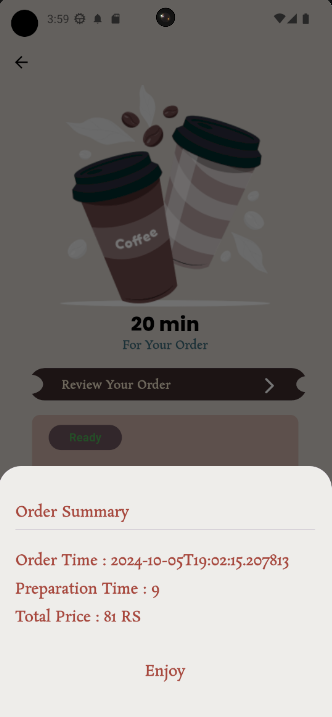 3:59
Coffee
20 min
For Your Order
Review Your Order
Ready
Order Summary
Order Time : 2024-10-05T19:02:15.207813
Preparation Time : 9
Total Price : 81 RS
Enjoy